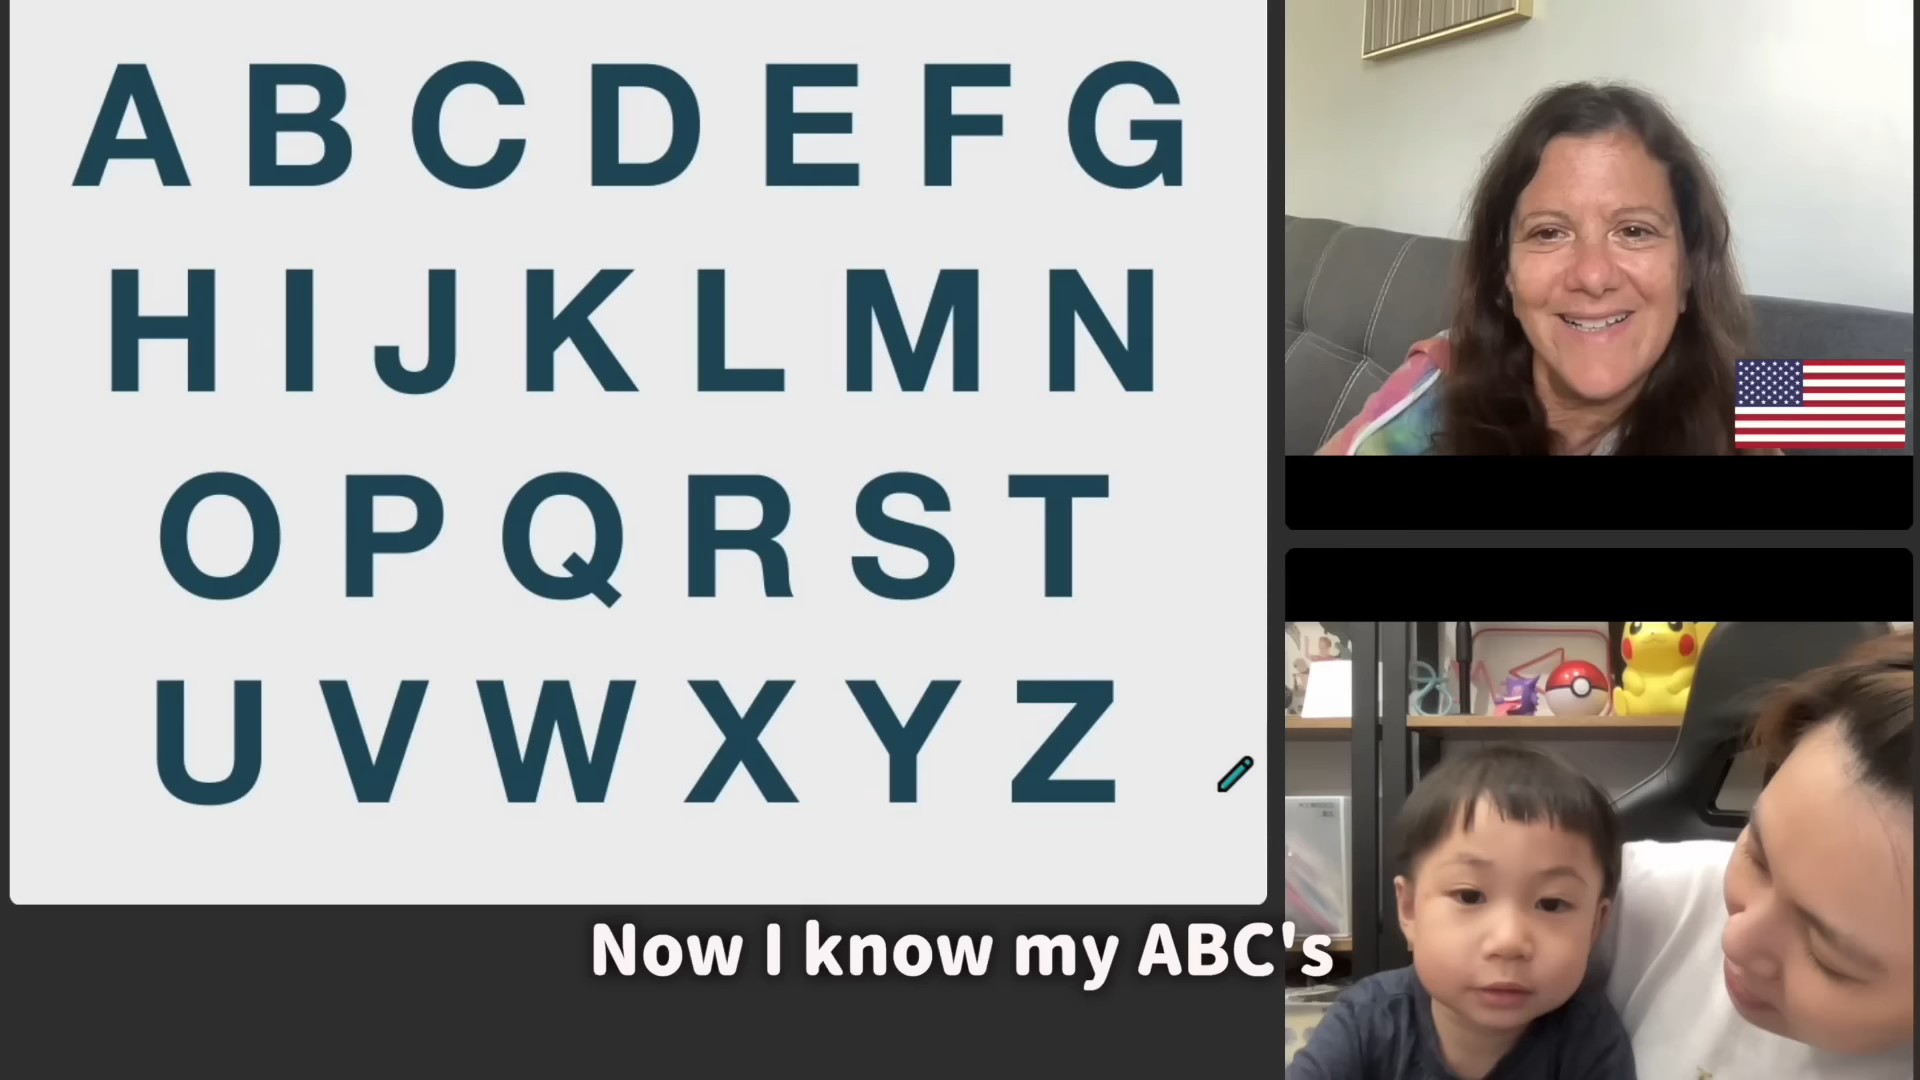 A B C D E F G
H I J K L M N
O P Q R S T
U V W X Y Z
Now I know my ABC's